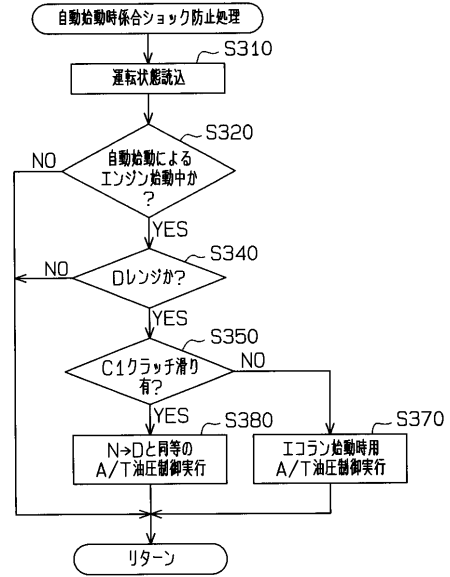 自動始動時係合ショック防止処理
S310
運転状態読込
S320
自動始動による
エンジン始動中か
?
NO
YES
S340
Dレンジか?
NO
YES
S350
C1クラッチ滑り
有?
NO
YES
S380
N→Dと同等の
A/T油圧制御実行
S370
エコラン始動時用
A/T油圧制御実行
リターン